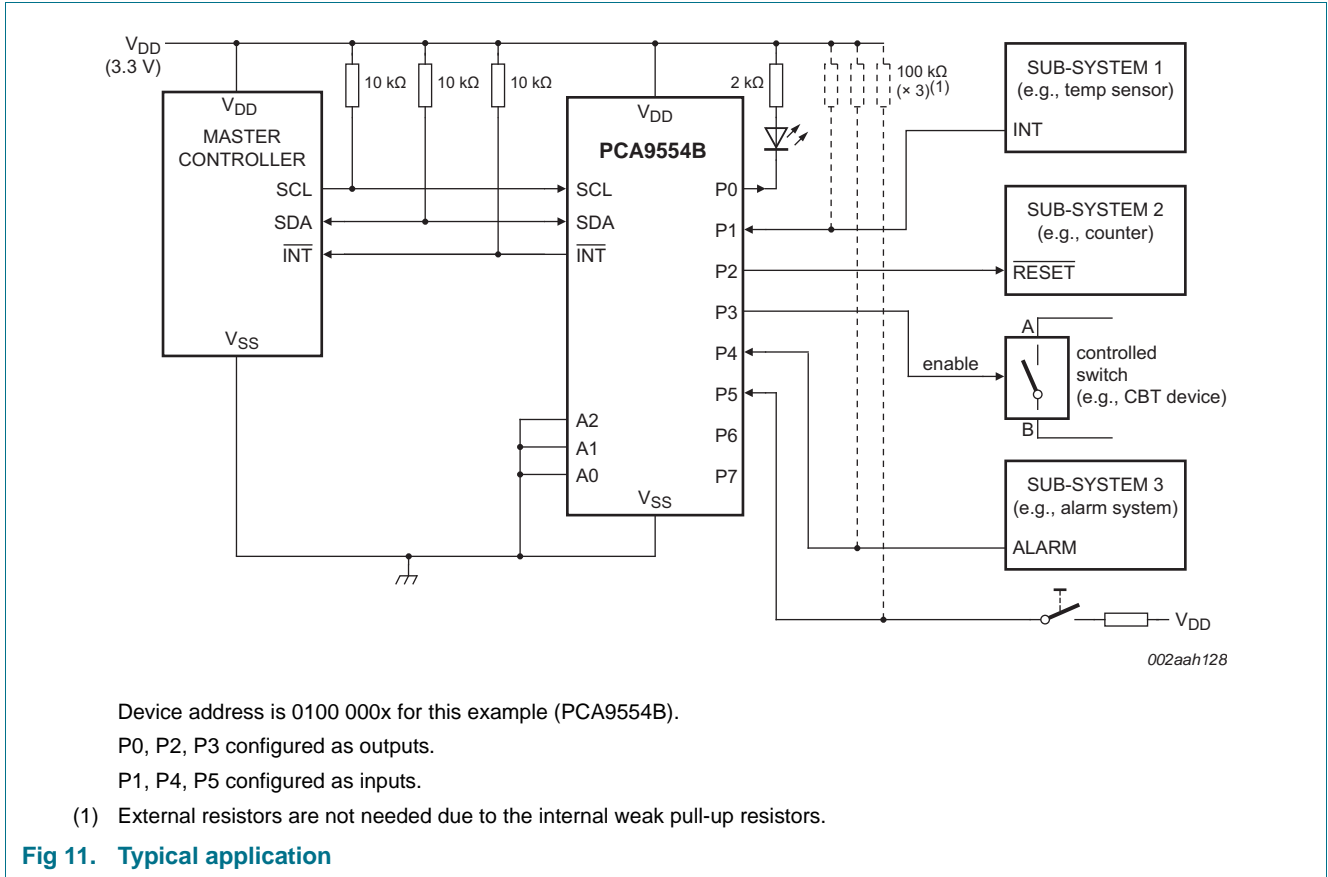 VDD
(3.3 V)
10 kΩ
10 kΩ
10 kΩ
2 kΩ
100 kΩ
(× 3)(1)
VDD
MASTER
CONTROLLER
SCL
SDA
INT
VSS
VDD
PCA9554B
SCL
SDA
INT
A2
A1
A0
VSS
P0
P1
P2
P3
P4
P5
P6
P7
SUB-SYSTEM 1
(e.g., temp sensor)
INT
SUB-SYSTEM 2
(e.g., counter)
RESET
enable
A
B
controlled
switch
(e.g., CBT device)
SUB-SYSTEM 3
(e.g., alarm system)
ALARM
VDD
002aah128
Device address is 0100 000x for this example (PCA9554B).
P0, P2, P3 configured as outputs.
P1, P4, P5 configured as inputs.
(1) External resistors are not needed due to the internal weak pull-up resistors.
Fig 11. Typical application